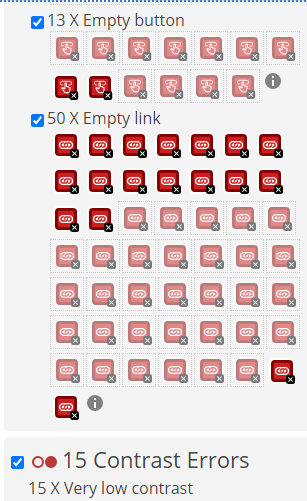 13 X Empty button
50 X Empty link
15 Contrast Errors
15 X Very low contrast